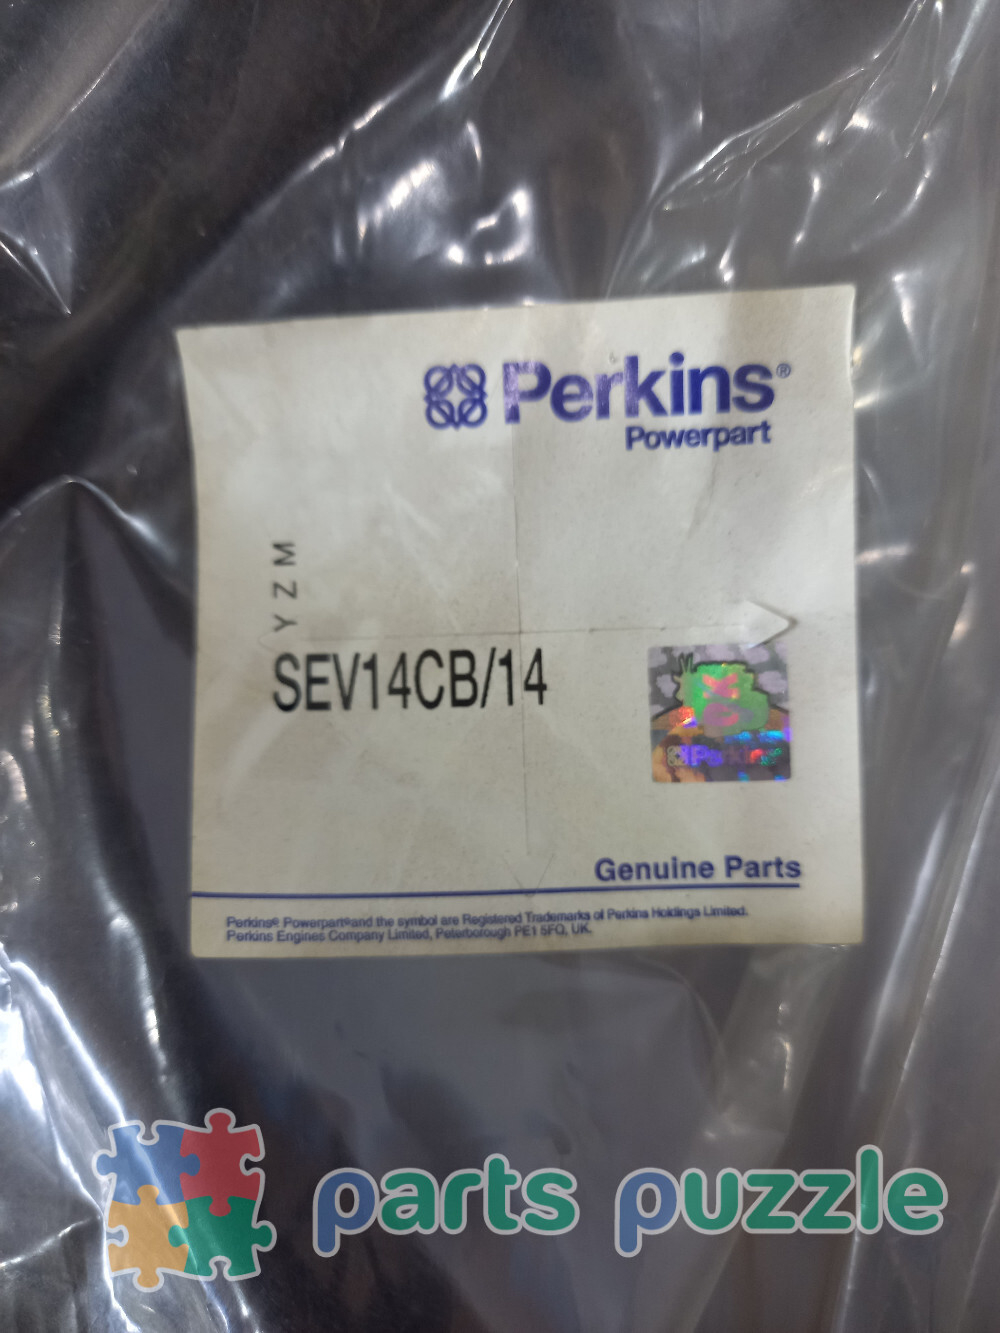 Perkins®
Powerpart
YZM
SEV14CB/14
Perkins
Genuine Parts
Perkins® Powerpart®and the symbol are Registered Trademarks of Perkins Holdings Limited.
Perkins Engines Company Limited, Peterborough PE1 5FQ, UK.
parts puzzle